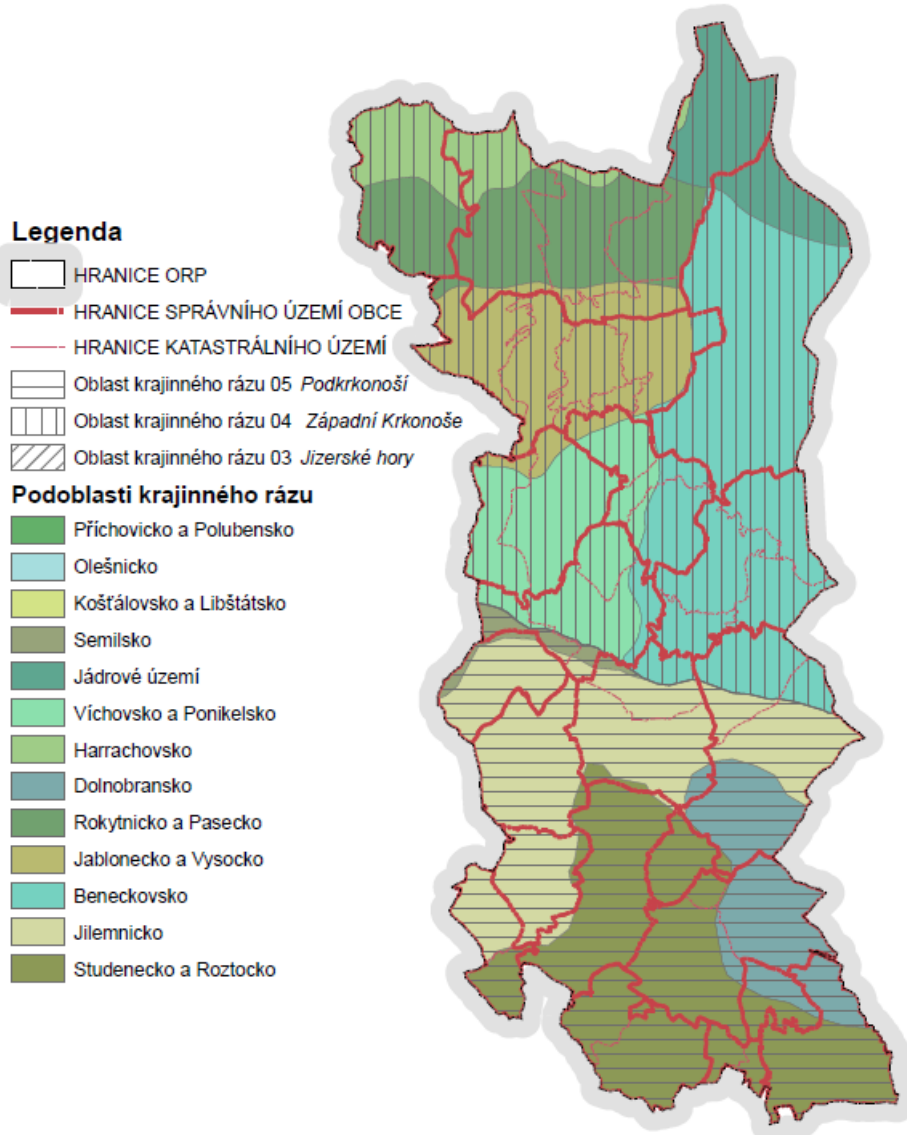 Legenda
HRANICE ORP
HRANICE SPRÁVNÍHO ÚZEMÍ OBCE
HRANICE KATASTRÁLNÍHO ÚZEMÍ
Oblast krajinného rázu 05 Podkrkonoší
Oblast krajinného rázu 04 Západní Krkonoše
Oblast krajinného rázu 03 Jizerské hory
Podoblasti krajinného rázu
Příchovicko a Polubensko
Olešnicko
Košťálovsko a Libštátsko
Semilsko
Jádrové území
Víchovsko a Ponikelsko
Harrachovsko
Dolnobransko
Rokytnicko a Pasecko
Jablonecko a Vysocko
Beneckovsko
Jilemnicko
Studenecko a Roztocko